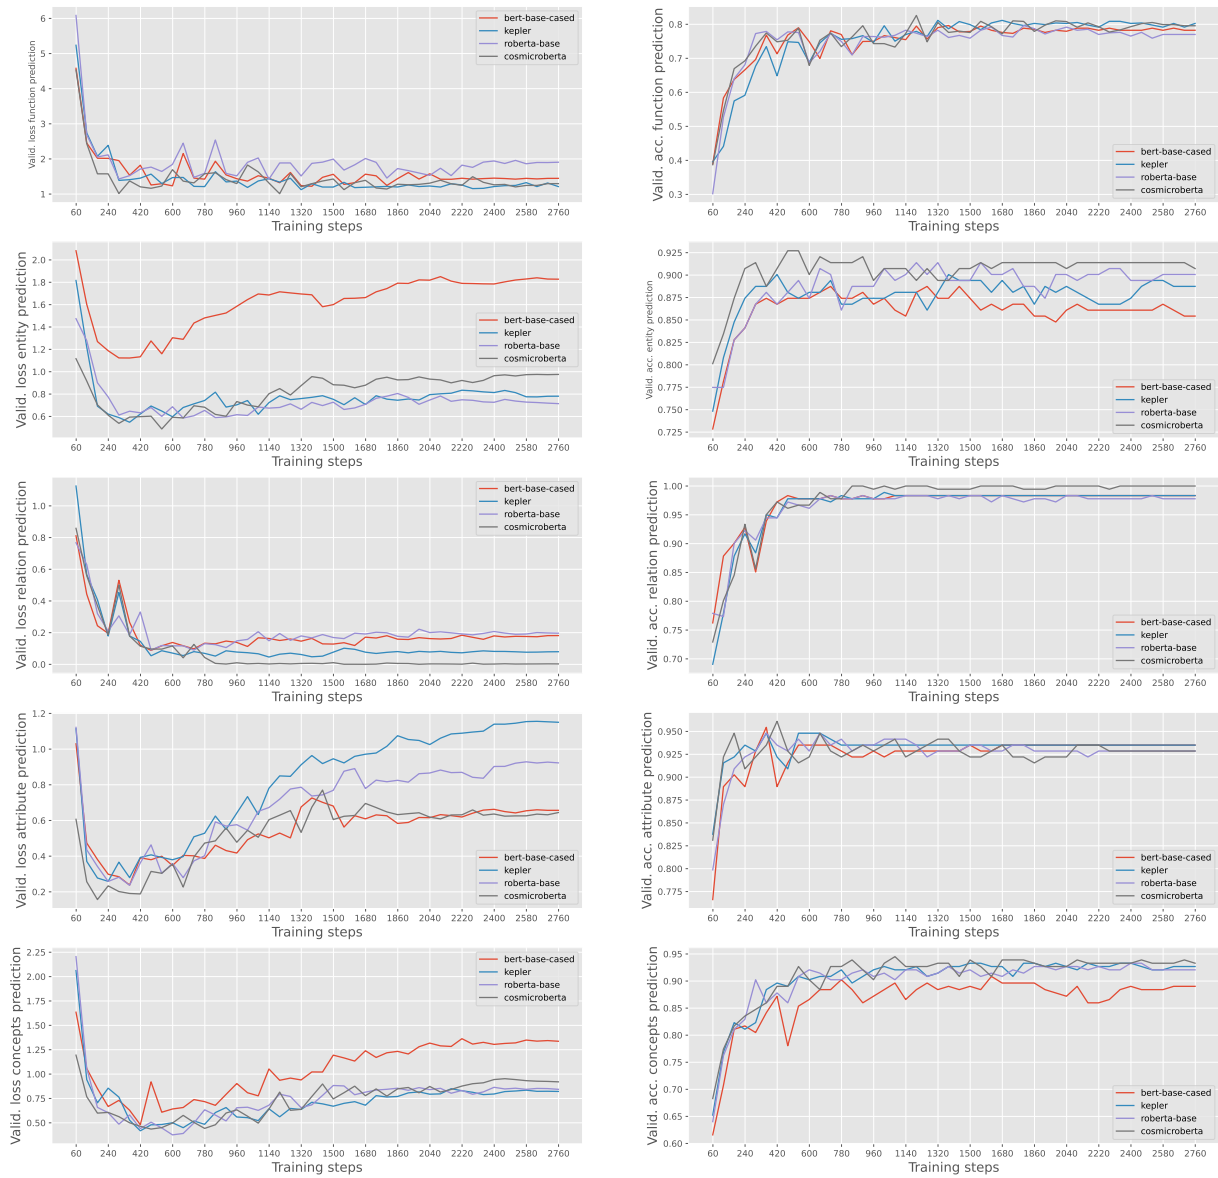 Valid. loss function prediction
6
5
4
3
2
1
bert-base-cased
kepler
roberta-base
cosmicroberta
60 240 420 600 780 960 1140 1320 1500 1680 1860 2040 2220 2400 2580 2760
Training steps
Valid. acc. function prediction
0.8
0.7
0.6
0.5
0.4
0.3
bert-base-cased
kepler
roberta-base
cosmicroberta
60 240 420 600 780 960 1140 1320 1500 1680 1860 2040 2220 2400 2580 2760
Training steps
Valid. loss entity prediction
2.0
1.8
1.6
1.4
1.2
1.0
0.8
0.6
bert-base-cased
kepler
roberta-base
cosmicroberta
60 240 420 600 780 960 1140 1320 1500 1680 1860 2040 2220 2400 2580 2760
Training steps
Valid. acc. entity prediction
0.925
0.900
0.875
0.850
0.825
0.800
0.775
0.750
0.725
bert-base-cased
kepler
roberta-base
cosmicroberta
60 240 420 600 780 960 1140 1320 1500 1680 1860 2040 2220 2400 2580 2760
Training steps
Valid. loss relation prediction
1.0
0.8
0.6
0.4
0.2
0.0
bert-base-cased
kepler
roberta-base
cosmicroberta
60 240 420 600 780 960 1140 1320 1500 1680 1860 2040 2220 2400 2580 2760
Training steps
Valid. acc. relation prediction
1.00
0.95
0.90
0.85
0.80
0.75
0.70
bert-base-cased
kepler
roberta-base
cosmicroberta
60 240 420 600 780 960 1140 1320 1500 1680 1860 2040 2220 2400 2580 2760
Training steps
Valid. loss attribute prediction
1.2
1.0
0.8
0.6
0.4
0.2
bert-base-cased
kepler
roberta-base
cosmicroberta
60 240 420 600 780 960 1140 1320 1500 1680 1860 2040 2220 2400 2580 2760
Training steps
Valid. acc. attribute prediction
0.950
0.925
0.900
0.875
0.850
0.825
0.800
0.775
bert-base-cased
kepler
roberta-base
cosmicroberta
60 240 420 600 780 960 1140 1320 1500 1680 1860 2040 2220 2400 2580 2760
Training steps
Valid. loss concepts prediction
2.25
2.00
1.75
1.50
1.25
1.00
0.75
0.50
bert-base-cased
kepler
roberta-base
cosmicroberta
60 240 420 600 780 960 1140 1320 1500 1680 1860 2040 2220 2400 2580 2760
Training steps
Valid. acc. concepts prediction
0.95
0.90
0.85
0.80
0.75
0.70
0.65
0.60
bert-base-cased
kepler
roberta-base
cosmicroberta
60 240 420 600 780 960 1140 1320 1500 1680 1860 2040 2220 2400 2580 2760
Training steps